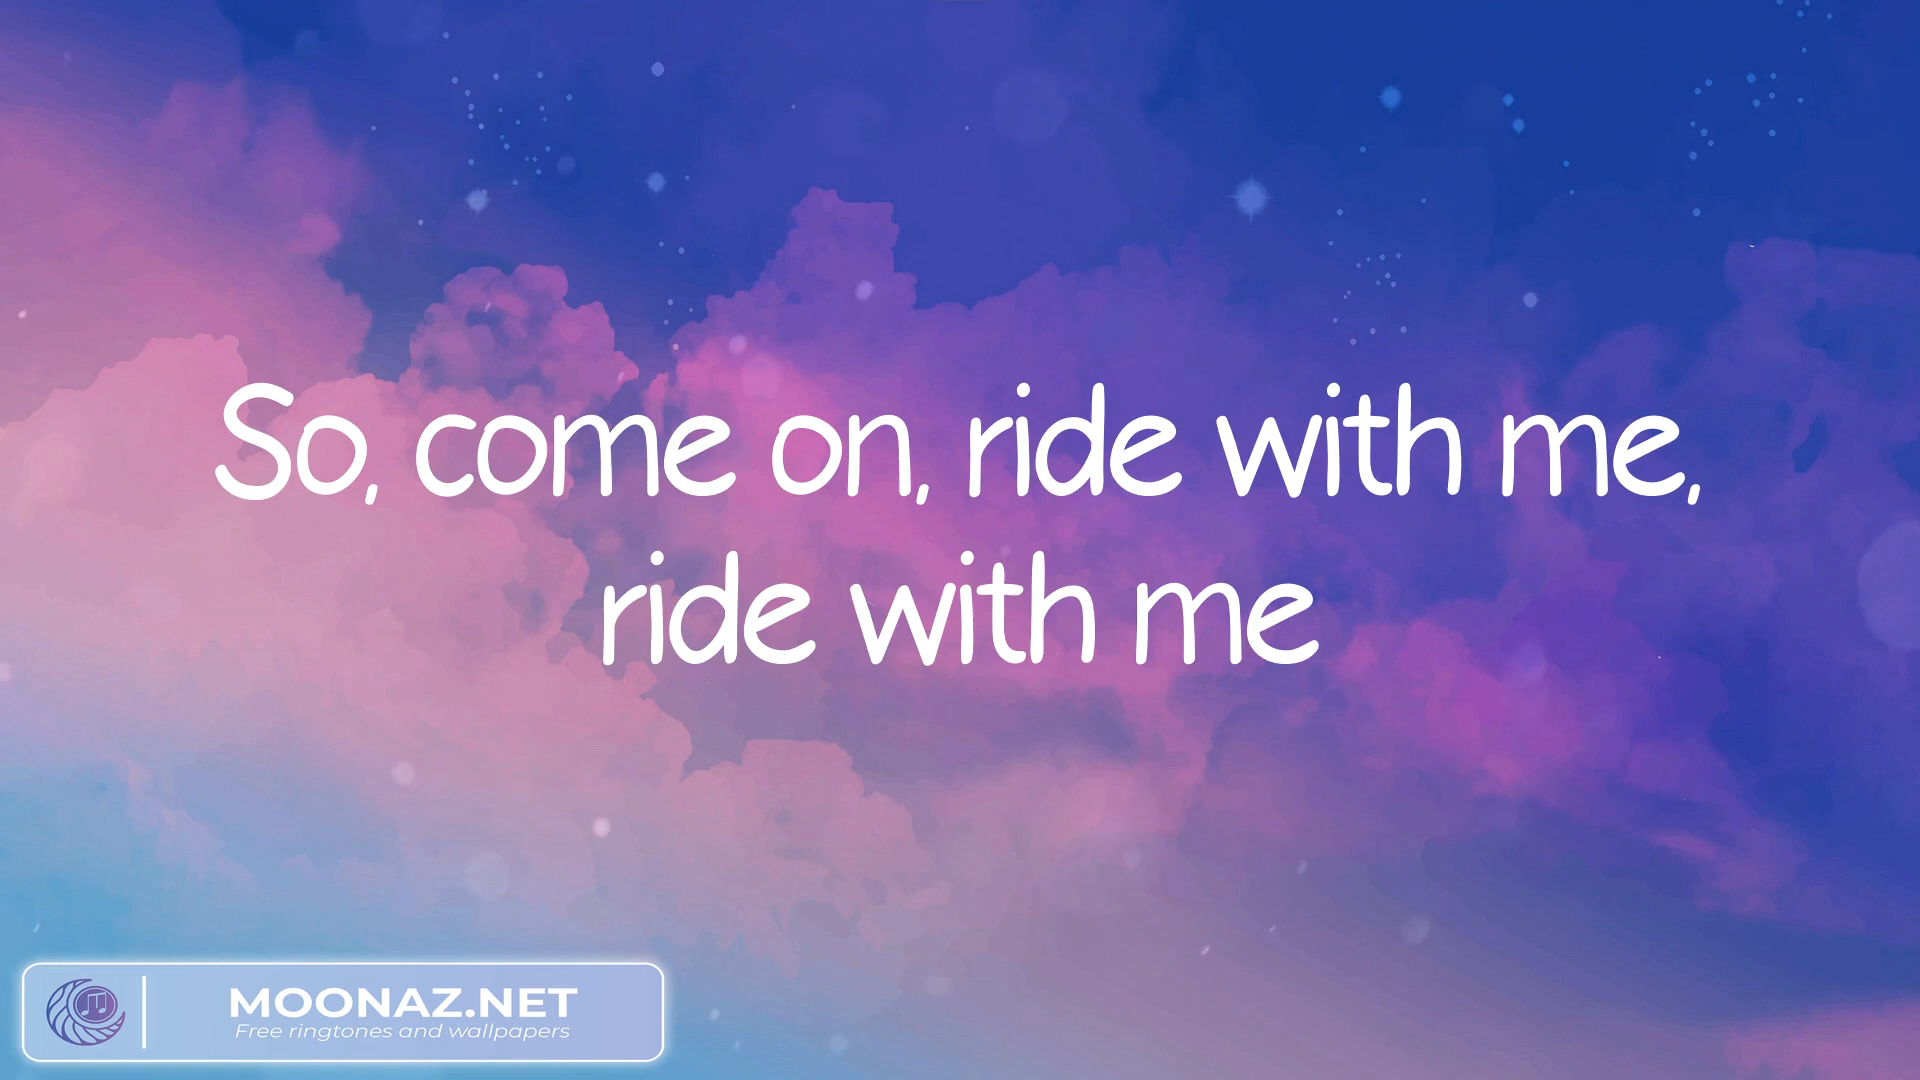 So, come on, ride with me,
ride with me
MOONAZ.NET
Free ringtones and wallpapers